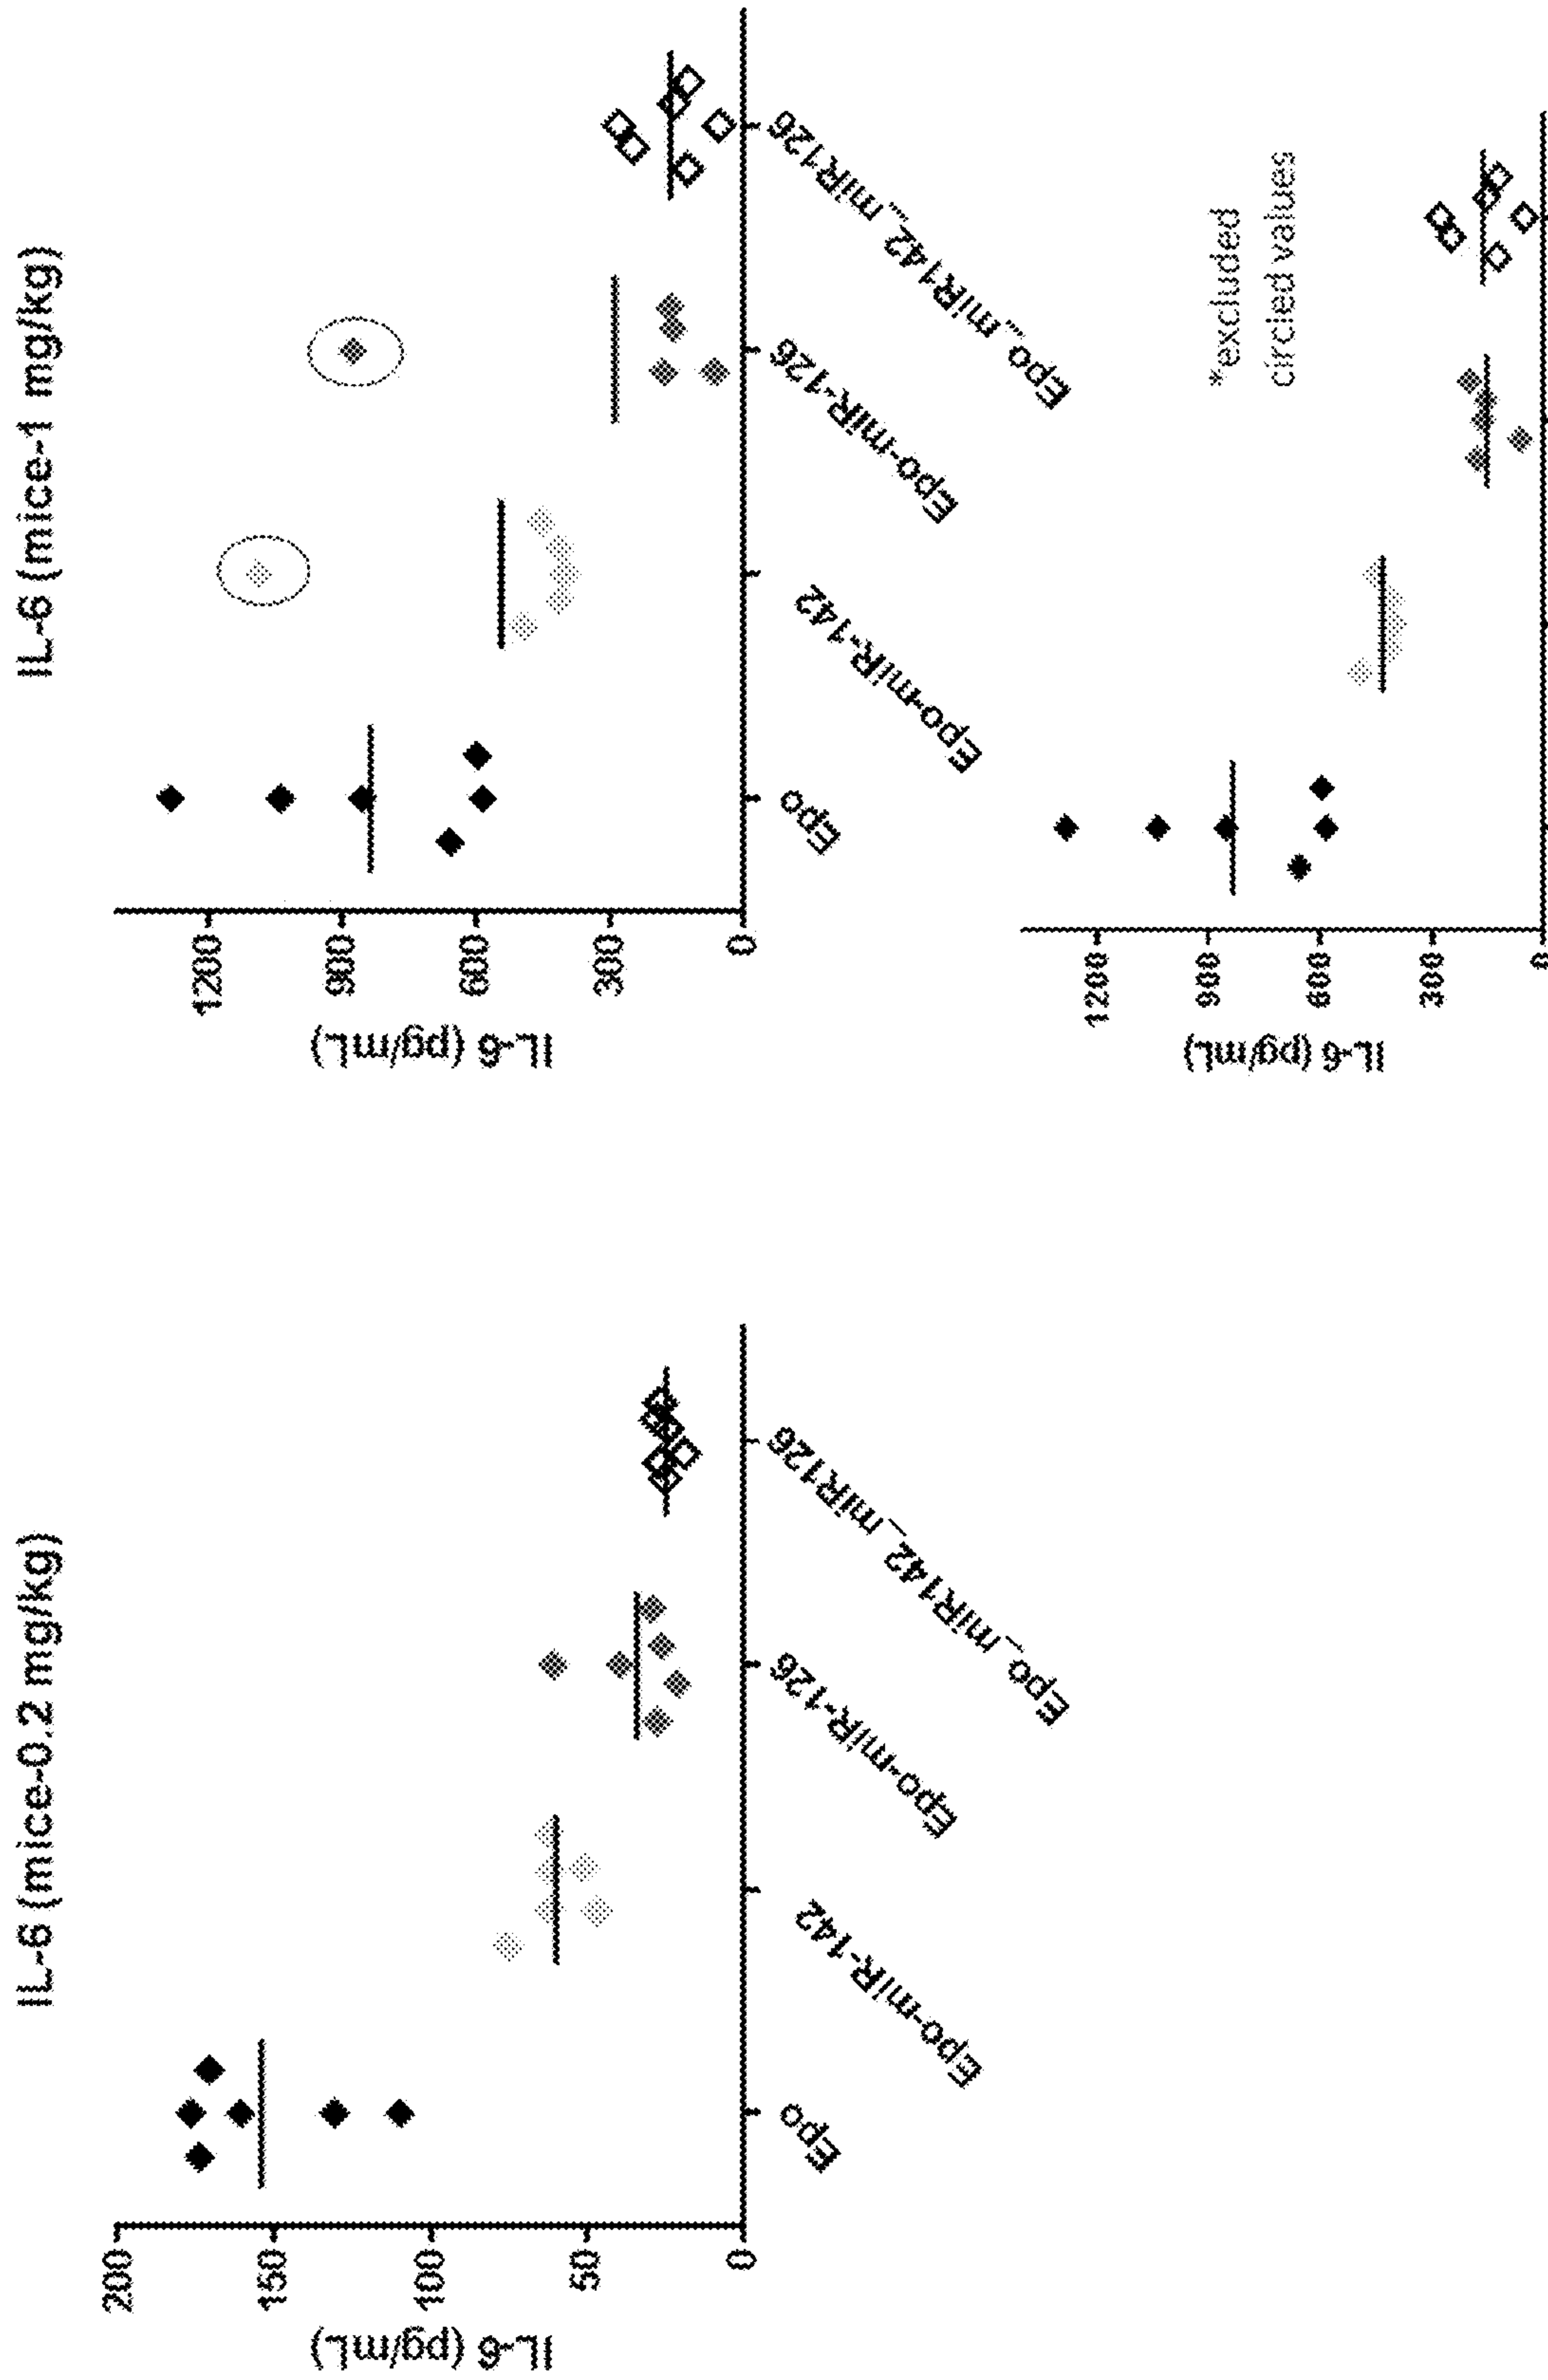 IL-6 (mice-0.2 mg/kg)
IL-6 (pg/mL)
200
150
100
50
0
Epo
Epo-miR-142
Epo-miR-126
Epo_miR142_miR126
IL-6 (mice-1 mg/kg)
IL-6 (pg/mL)
1200
900
600
300
0
Epo
Epo-miR-142
Epo-miR-126
Epo_miR142_miR126
IL-6 (pg/mL)
1200
900
600
300
0
*excluded
circled values